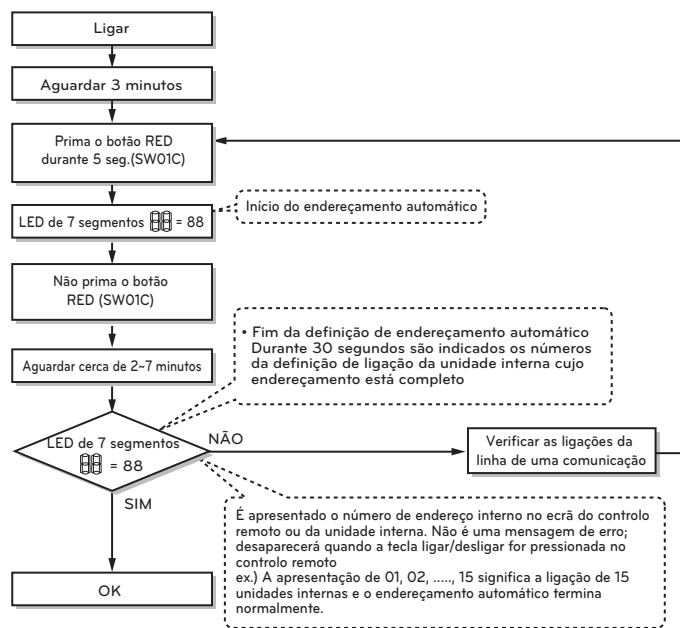 Ligar
Aguardar 3 minutos
Prima o botão RED
durante 5 seg.(SW01C)
LED de 7 segmentos 88 = 88
Início do endereçamento automático
Não prima o botão
RED (SW01C)
• Fim da definição de endereçamento automático
Durante 30 segundos são indicados os números
da definição de ligação da unidade interna cujo
endereçamento está completo
Aguardar cerca de 2~7 minutos
LED de 7 segmentos
88 = 88
NÃO
Verificar as ligações da
linha de uma comunicação
SIM
É apresentado o número de endereço interno no ecrã do controlo
remoto ou da unidade interna. Não é uma mensagem de erro;
desaparecerá quando a tecla ligar/desligar for pressionada no
controlo remoto
ex.) A apresentação de 01, 02, ....., 15 significa a ligação de 15
unidades internas e o endereçamento automático termina
normalmente.
OK